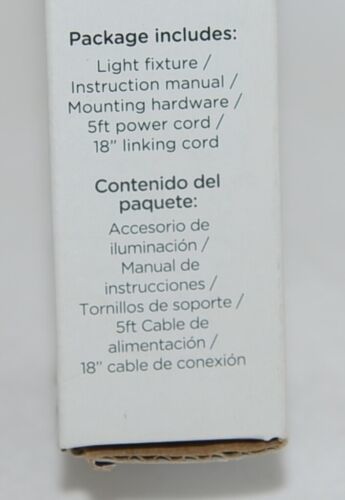 Package includes:
Light fixture /
Instruction manual /
Mounting hardware /
5ft power cord /
18" linking cord
Contenido del
paquete:
Accesorio de
iluminación /
Manual de
instrucciones /
Tornillos de soporte /
5ft Cable de
alimentación /
18" cable de conexión